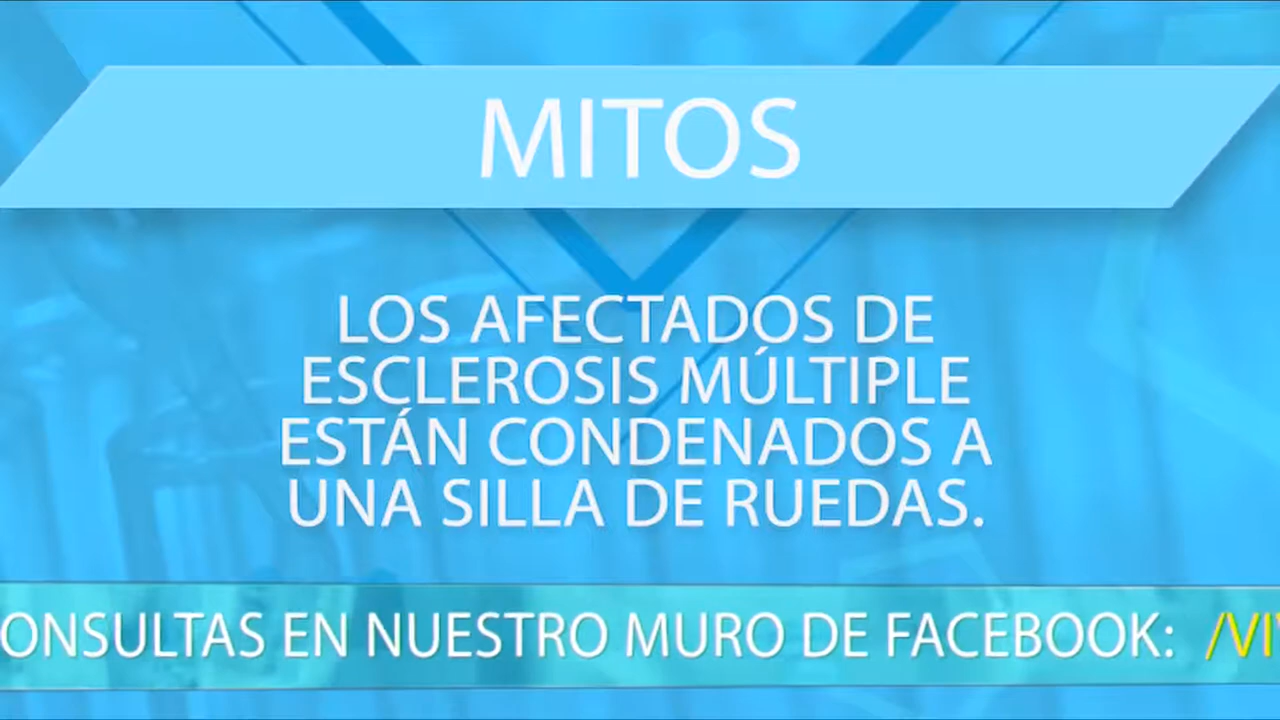 MITOS
LOS AFECTADOS DE
ESCLEROSIS MÚLTIPLE
ESTÁN CONDENADOS A
UNA SILLA DE RUEDAS.
ONSULTAS EN NUESTRO MURO DE FACEBOOK: /VI